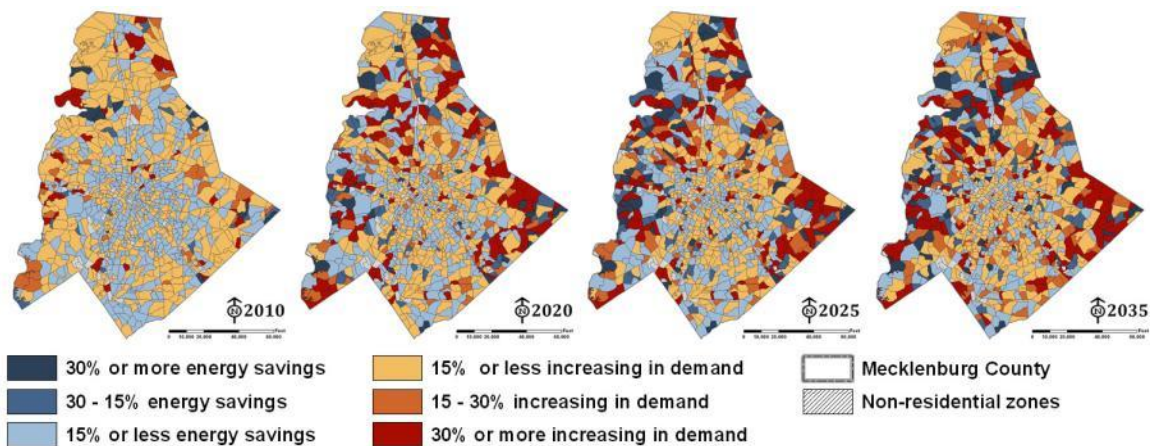 2010
2020
2025
2035
30% or more energy savings
30 - 15% energy savings
15% or less energy savings
15% or less increasing in demand
15 - 30% increasing in demand
30% or more increasing in demand
Mecklenburg County
Non-residential zones